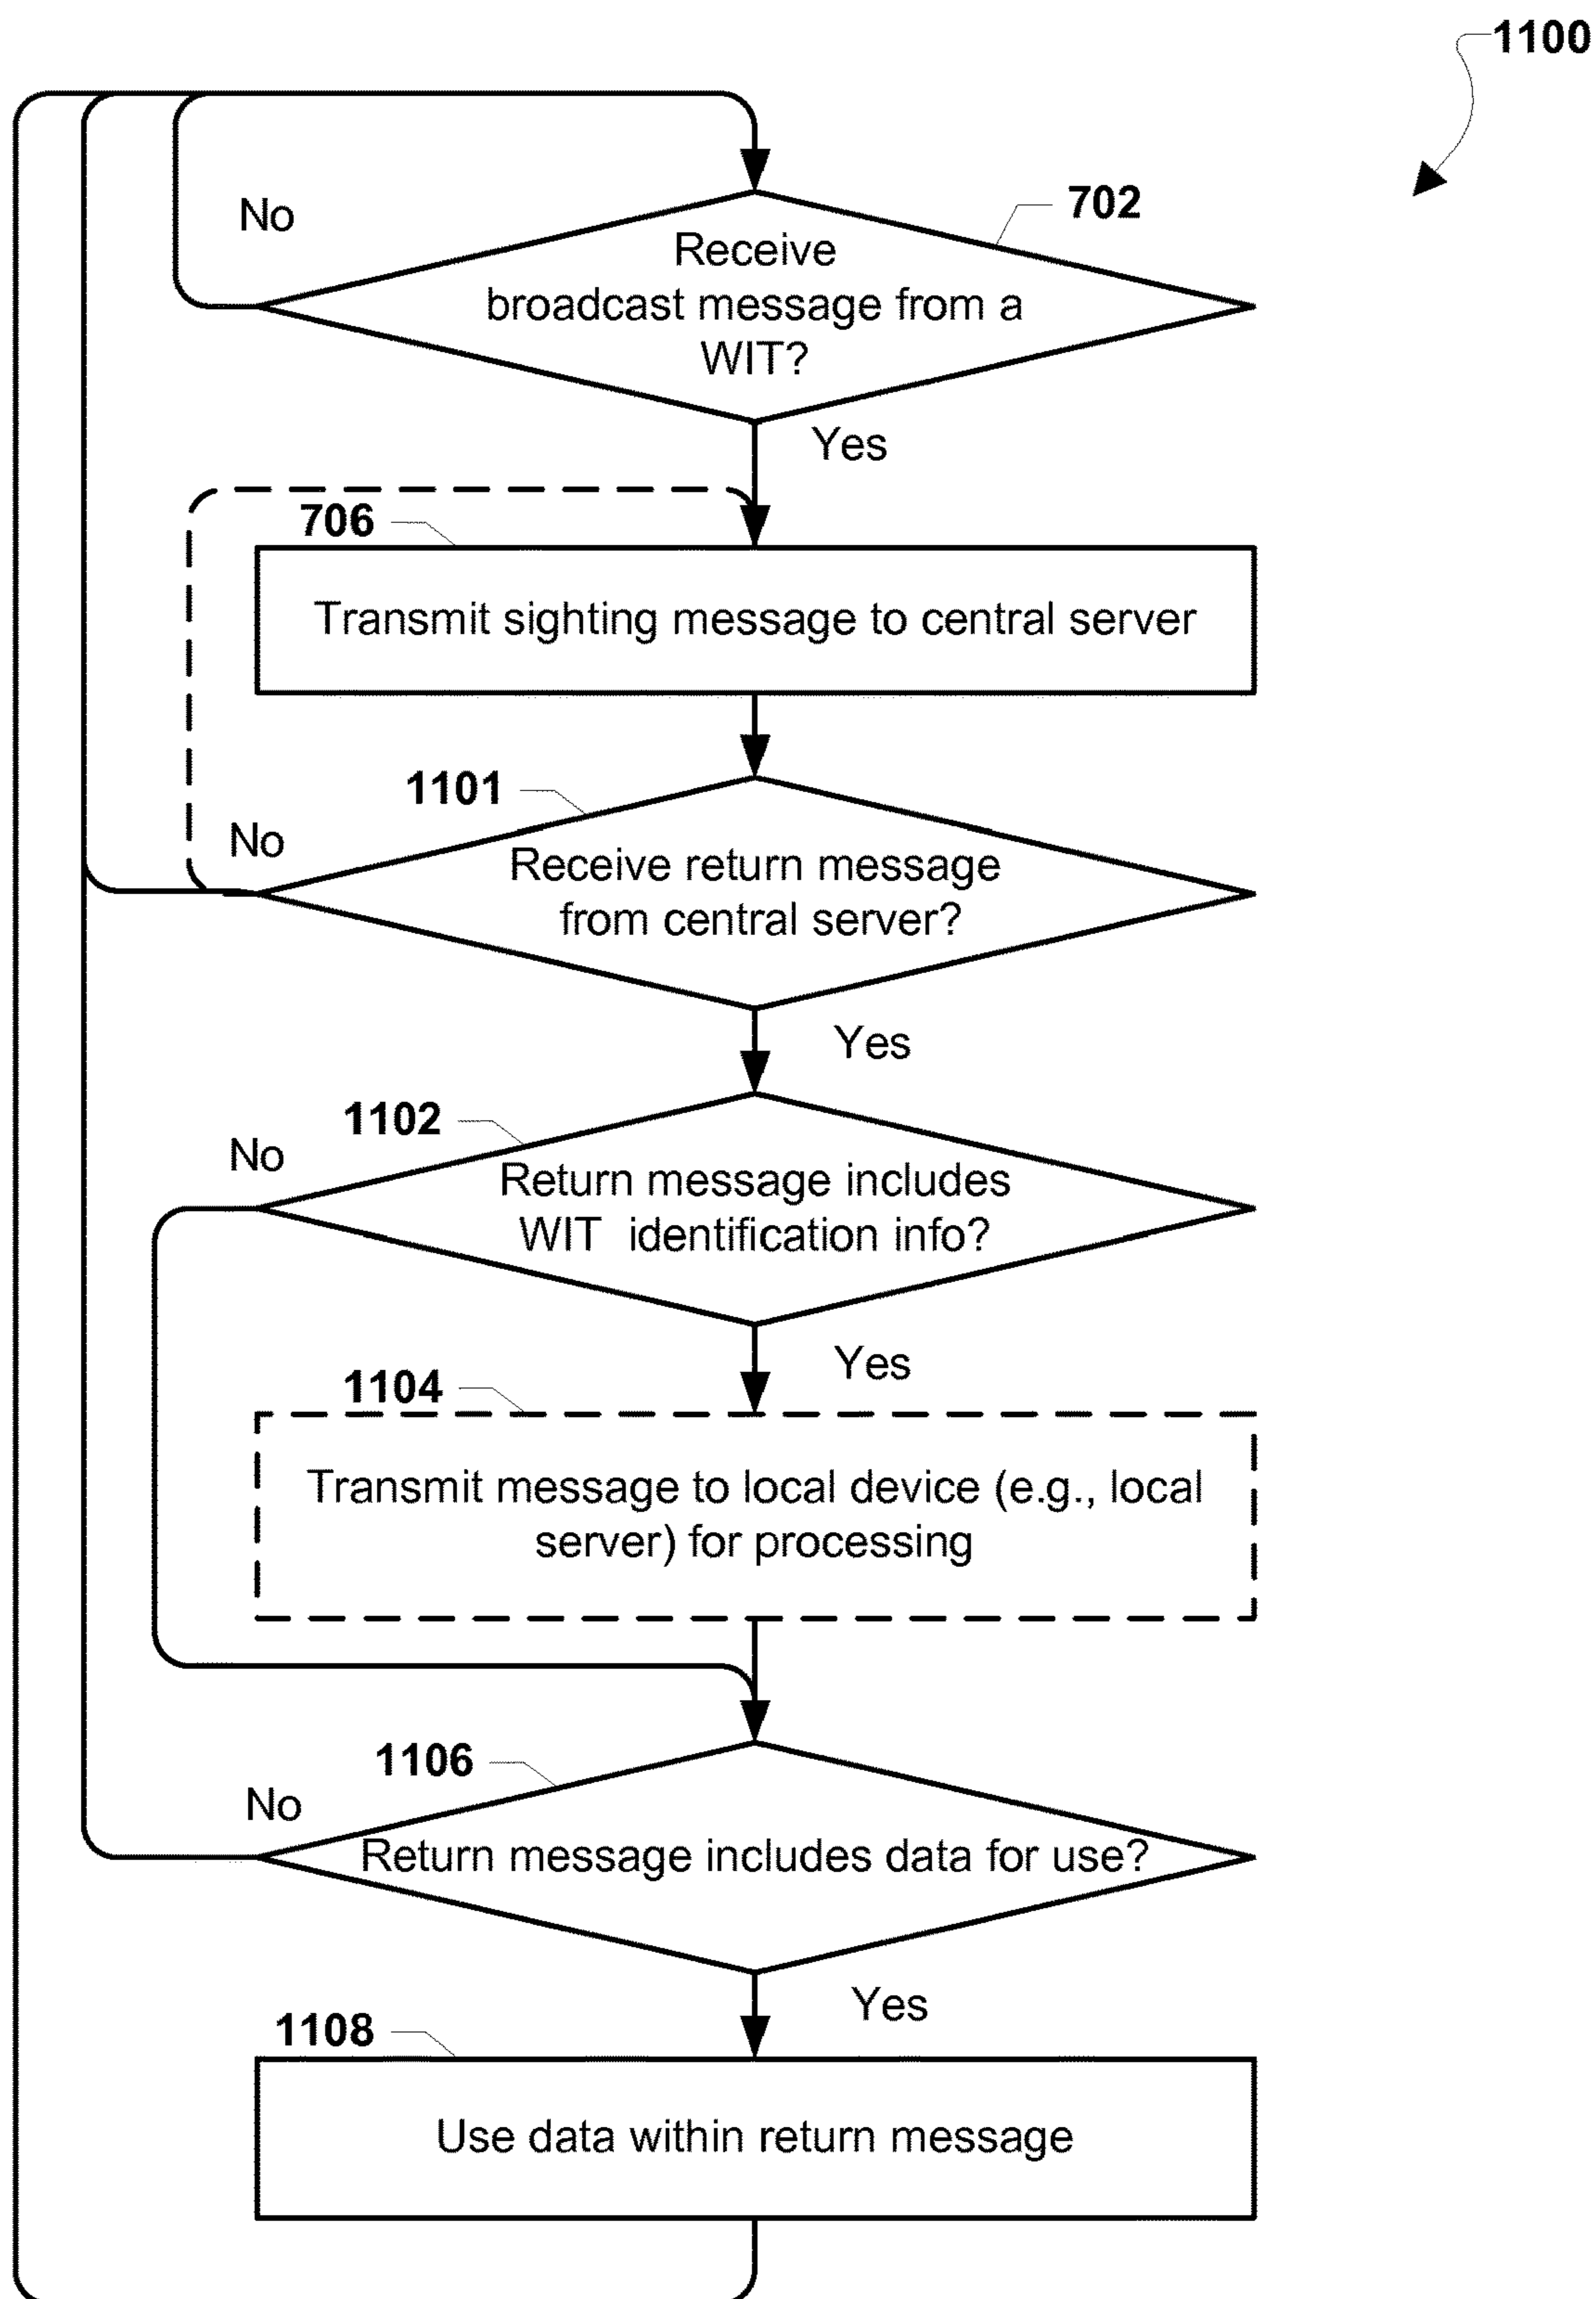 1100
No
702
Receive
broadcast message from a
WIT?
Yes
706
Transmit sighting message to central server
1101
No
Receive return message
from central server?
Yes
1102
No
Return message includes
WIT identification info?
Yes
1104
Transmit message to local device (e.g., local
server) for processing
1106
No
Return message includes data for use?
Yes
1108
Use data within return message